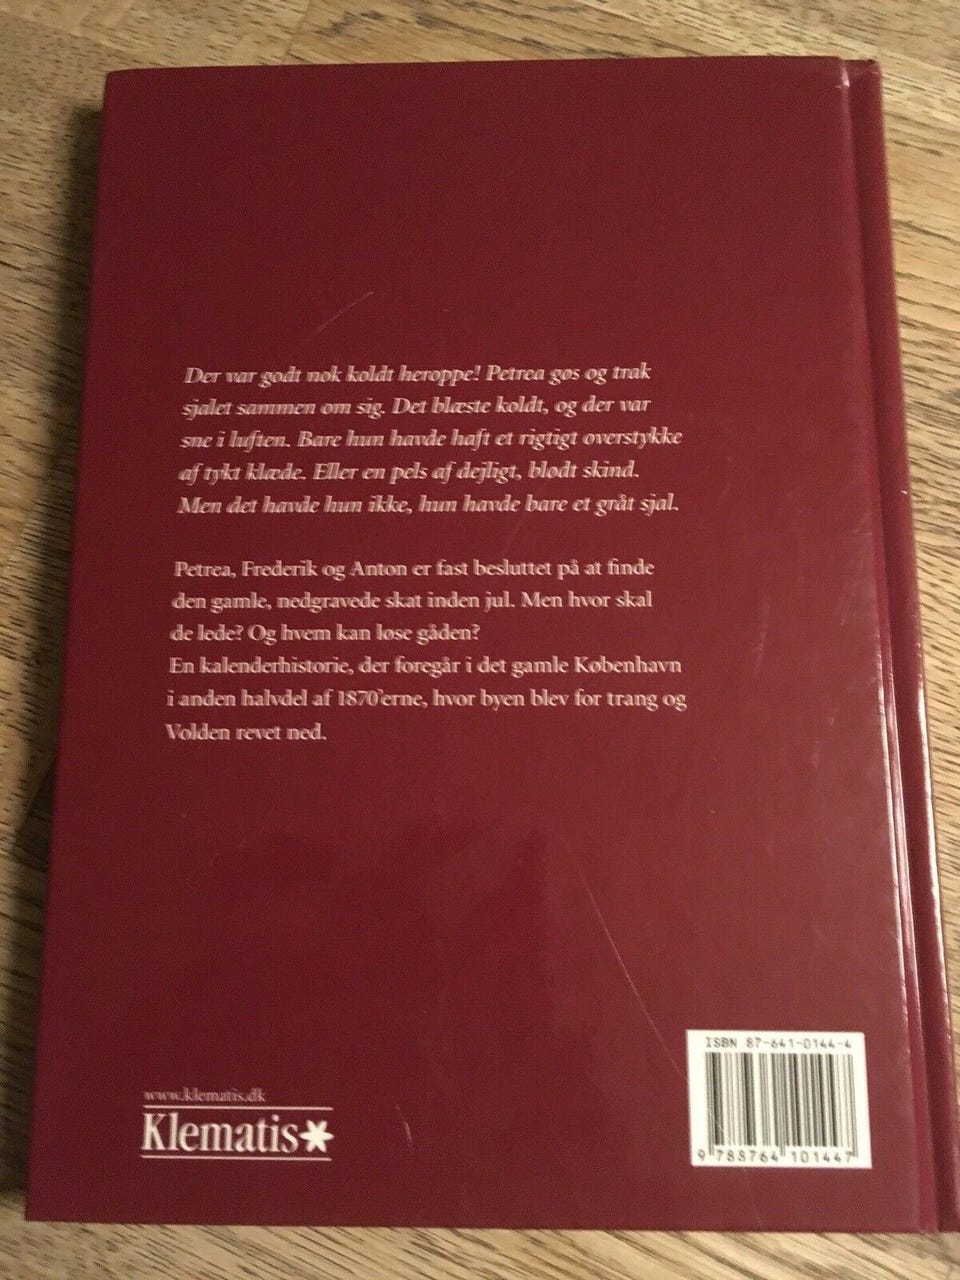 Der var godt nok koldt heroppe! Petrea gøs og trak
sjalet sammen om sig. Det blæste koldt, og der var
sne i luften. Bare hun havde haft et rigtigt overstykke
af tykt klæde. Eller en pels af dejligt, blødt skind.
Men det havde hun ikke, hun havde bare et gråt sjal.
Petrea, Frederik og Anton er fast besluttet på at finde
den gamle, nedgravede skat inden jul. Men hvor skal
de lede? Og hvem kan løse gåden?
En kalenderhistorie, der foregår i det gamle København
i anden halvdel af 1870'erne, hvor byen blev for trang og
Volden revet ned.
www.klematis.dk
Klematis
ISBN 87-641-0144-4
9 788764 101447